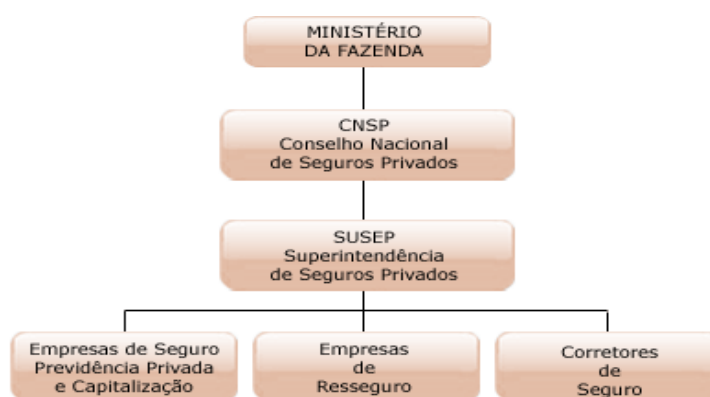 MINISTÉRIO
DA FAZENDA
CNSP
Conselho Nacional
de Seguros Privados
SUSEP
Superintendência
de Seguros Privados
Empresas de Seguro
Previdência Privada
e Capitalização
Empresas
de
Resseguro
Corretores
de
Seguro